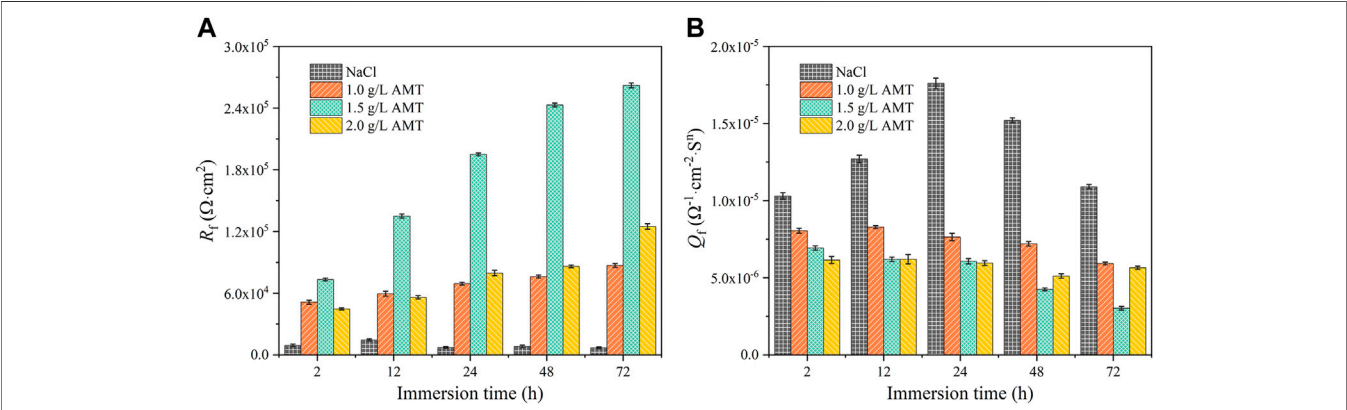 A
3.0x10⁵
2.4x10⁵
1.8x10⁵
1.2x10⁵
6.0x10⁴
0.0
R_f (Ω·cm²)
NaCl
1.0 g/L AMT
1.5 g/L AMT
2.0 g/L AMT
2 12 24 48 72
Immersion time (h)
B
2.0x10⁻⁵
1.5x10⁻⁵
1.0x10⁻⁵
5.0x10⁻⁶
0.0
Q_f (Ω⁻¹·cm⁻²·Sⁿ)
NaCl
1.0 g/L AMT
1.5 g/L AMT
2.0 g/L AMT
2 12 24 48 72
Immersion time (h)